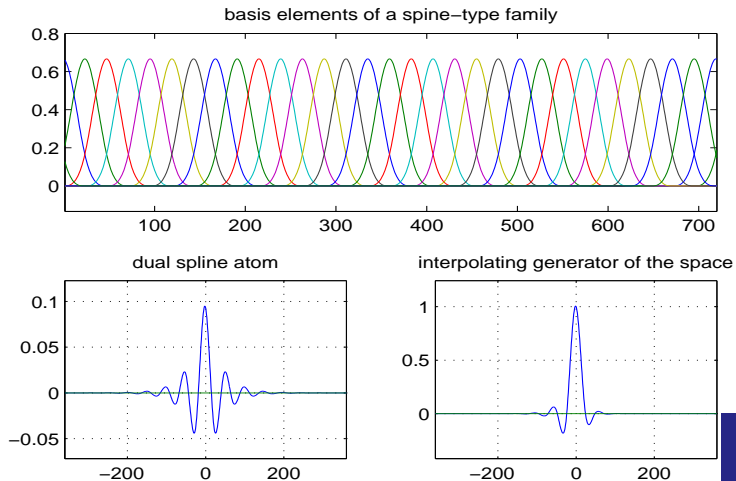 basis elements of a spine−type family
0.8
0.6
0.4
0.2
0
100 200 300 400 500 600 700
dual spline atom
0.1
0.05
0
−0.05
−200 0 200
interpolating generator of the space
1
0.5
0
−200 0 200